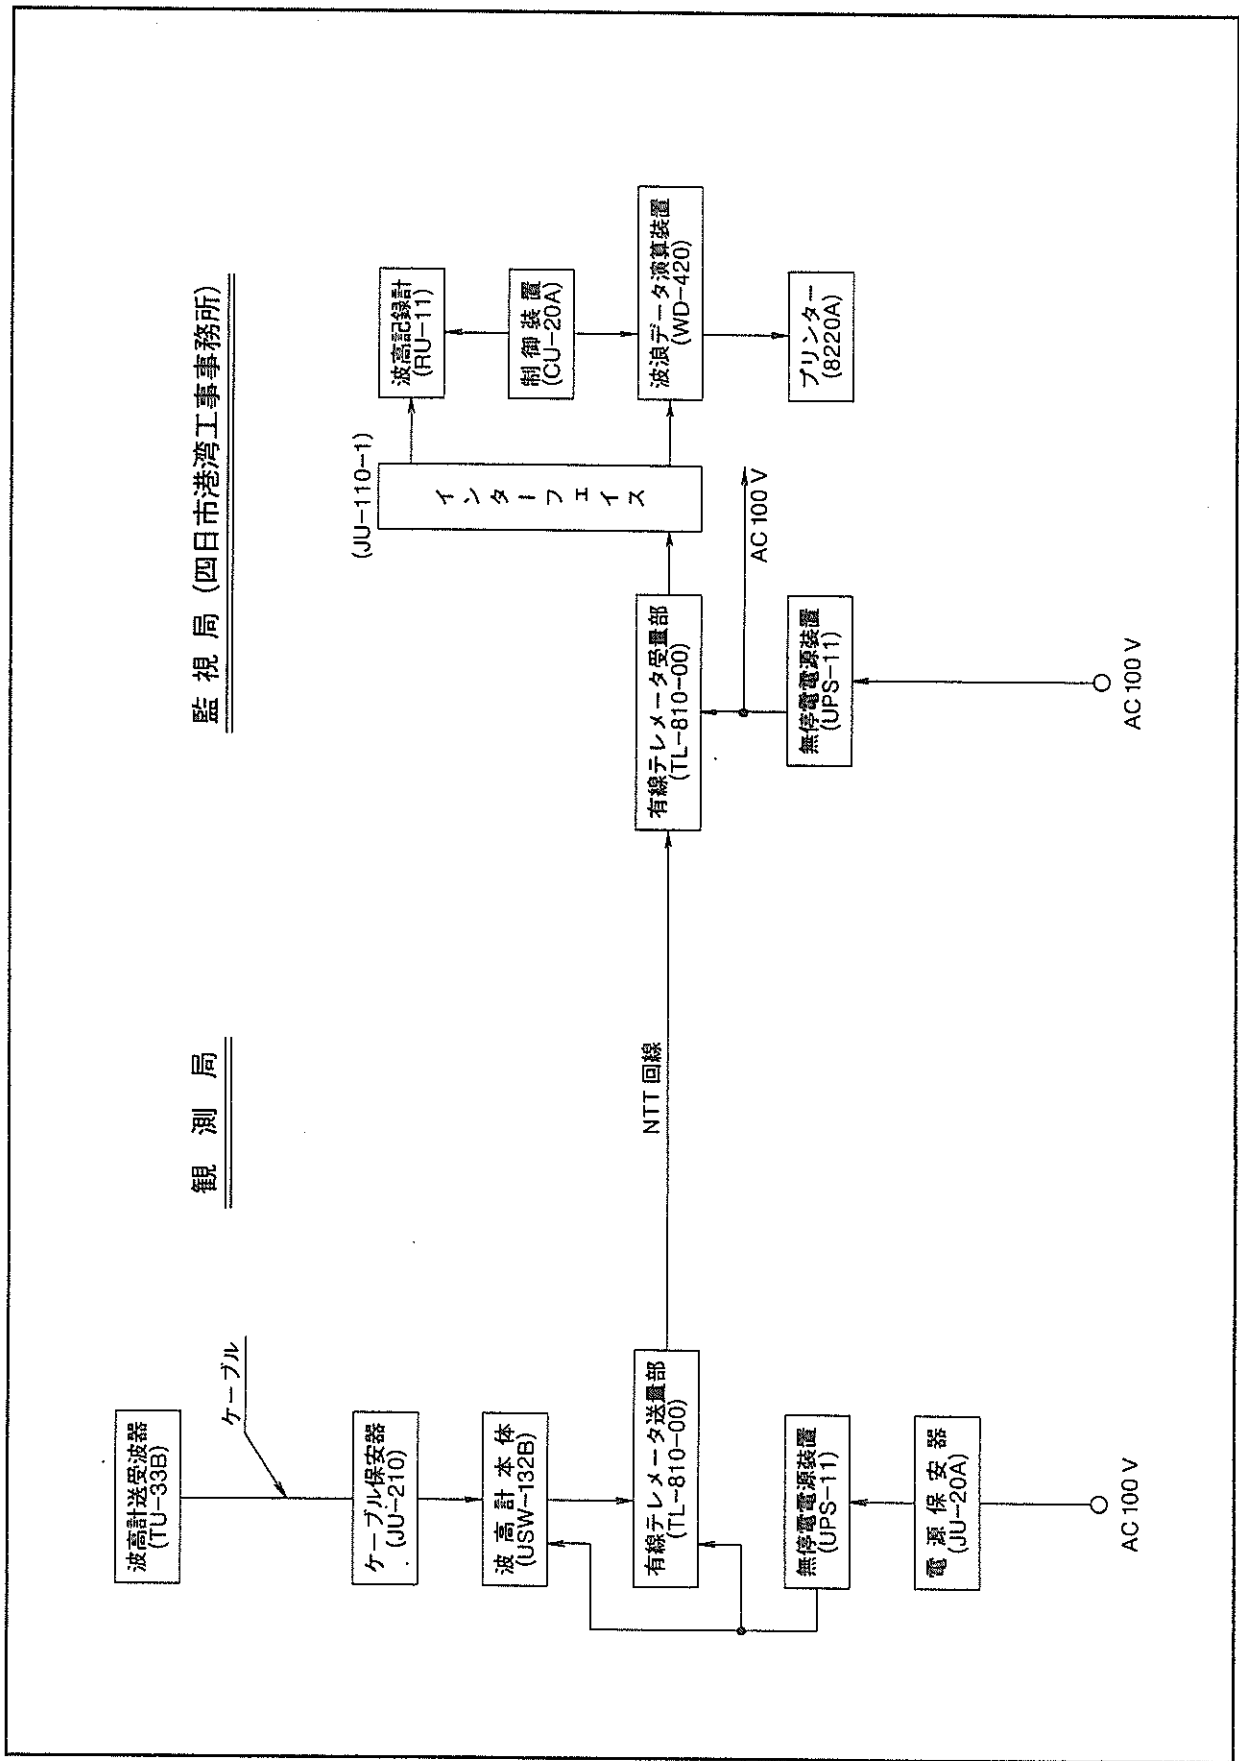 観測局
波高計送受波器
(TU-33B)
ケーブル
ケーブル保安器
(JU-210)
波高計本体
(USW-132B)
有線テレメータ送量部
(TL-810-00)
無停電電源装置
(UPS-11)
電源保安器
(JU-20A)
AC 100 V
NTT 回線
監視局 (四日市港湾工事事務所)
有線テレメータ受量部
(TL-810-00)
無停電電源装置
(UPS-11)
AC 100 V
AC 100 V
(JU-110-1)
インターフェイス
波高記録計
(RU-11)
制御装置
(CU-20A)
波浪データ演算装置
(WD-420)
プリンター
(8220A)